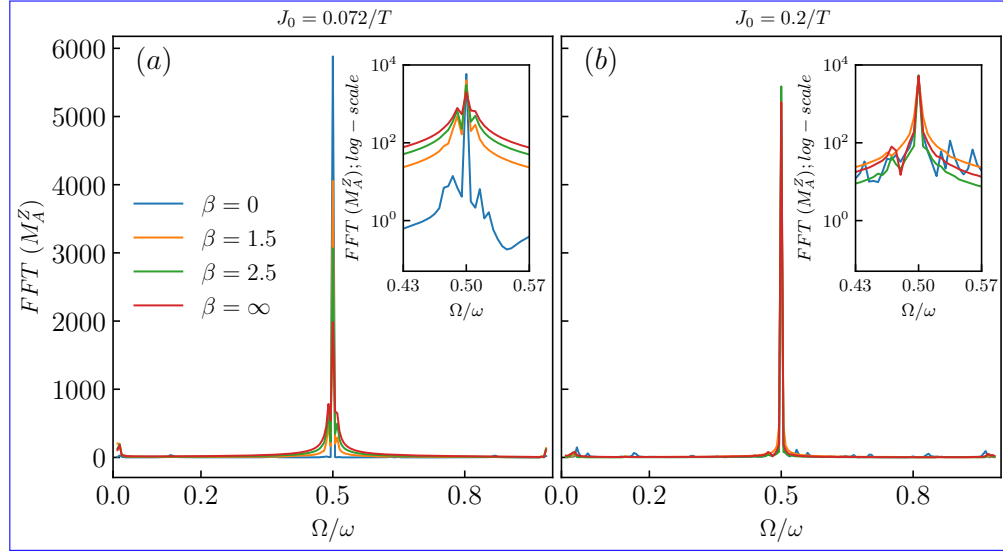 J_0 = 0.072/T
J_0 = 0.2/T
(a)
6000
5000
4000
3000
2000
1000
0
FFT (M_A^Z)
β = 0
β = 1.5
β = 2.5
β = ∞
10^4
10^2
10^0
FFT (M_A^Z); log − scale
0.43
0.50
0.57
Ω/ω
0.0
0.2
0.5
0.8
Ω/ω
(b)
10^4
10^2
10^0
FFT (M_A^Z); log − scale
0.43
0.50
0.57
Ω/ω
0.0
0.2
0.5
0.8
Ω/ω